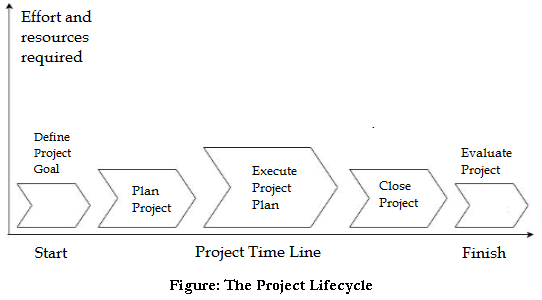 Effort and
resources
required
Define
Project
Goal
Plan
Project
Execute
Project
Plan
Close
Project
Evaluate
Project
Start
Project Time Line
Finish
Figure: The Project Lifecycle